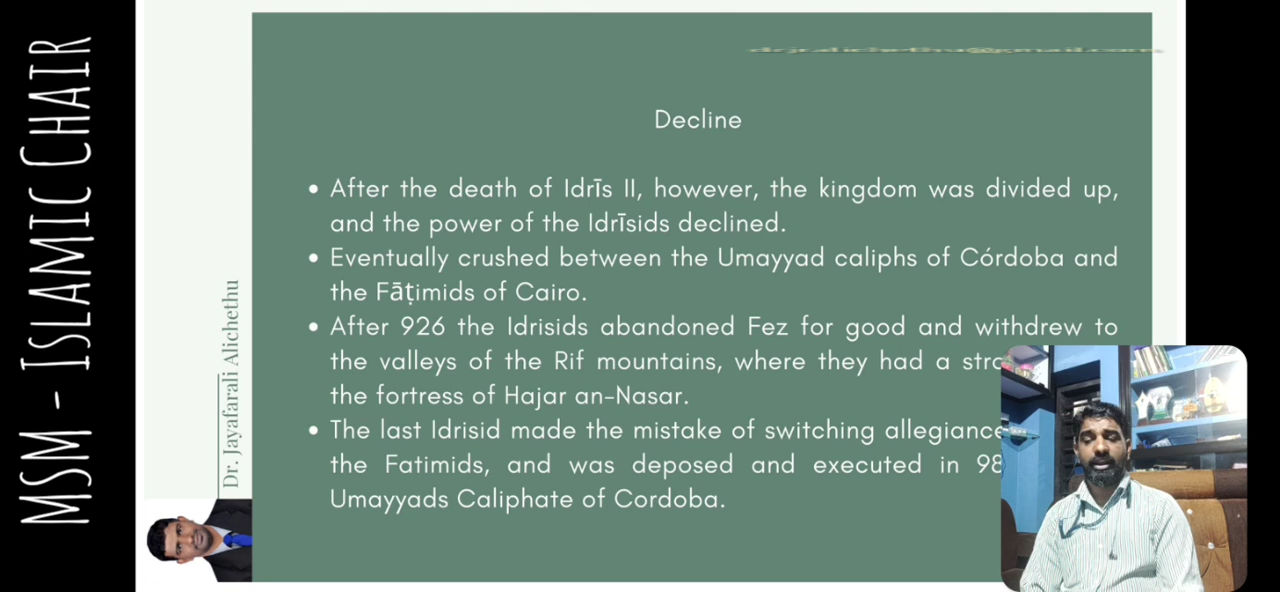 MSM - ISLAMIC CHAIR
Dr. Jayafarali Alichethu
Decline
• After the death of Idrīs II, however, the kingdom was divided up,
and the power of the Idrīsids declined.
• Eventually crushed between the Umayyad caliphs of Córdoba and
the Fāṭimids of Cairo.
• After 926 the Idrisids abandoned Fez for good and withdrew to
the valleys of the Rif mountains, where they had a
the fortress of Hajar an-Nasar.
• The last Idrisid made the mistake of switching allegiance
the Fatimids, and was deposed and executed in
Umayyads Caliphate of Cordoba.